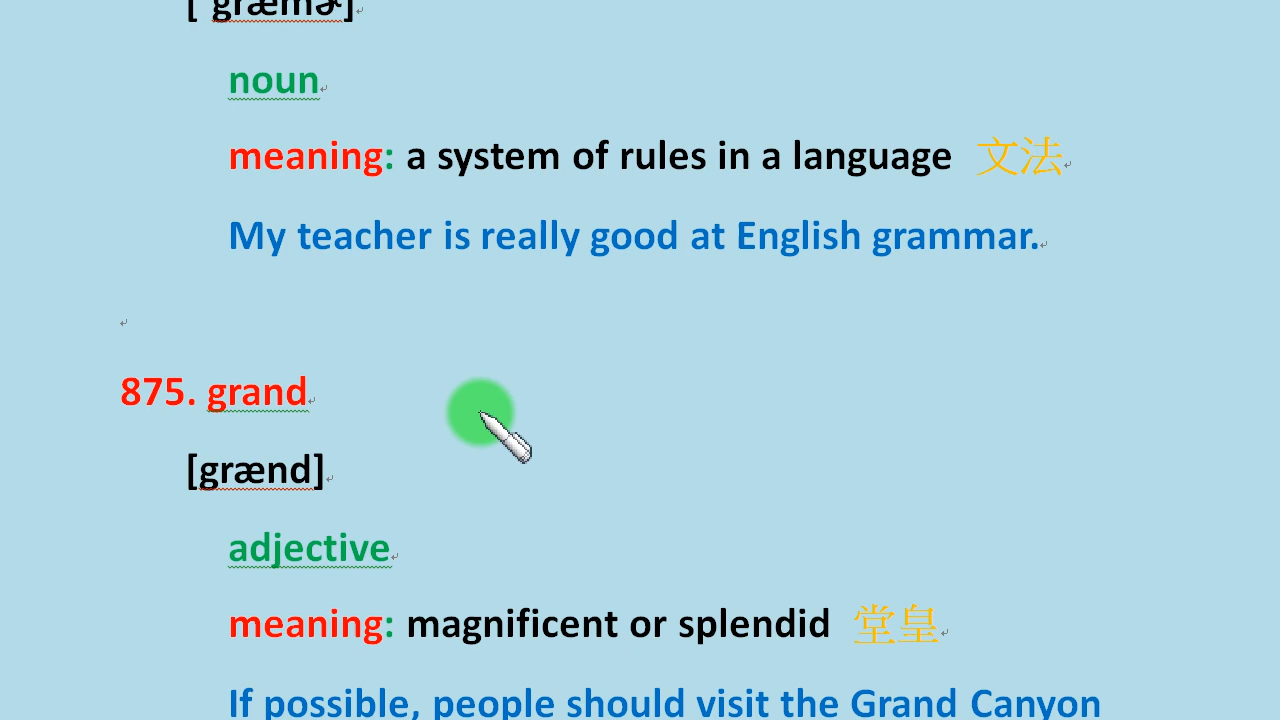 [ˈgræmɚ]
noun
meaning: a system of rules in a language 文法
My teacher is really good at English grammar.
875. grand
[grænd]
adjective
meaning: magnificent or splendid 堂皇
If possible, people should visit the Grand Canyon